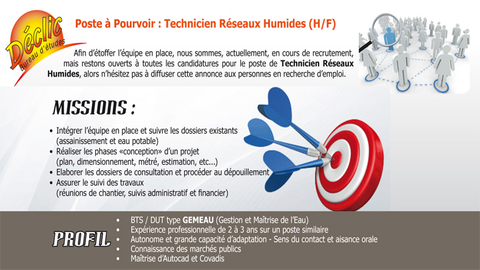 Déclic
Bureau d'études
Poste à Pourvoir : Technicien Réseaux Humides (H/F)
Afin d'étoffer l'équipe en place, nous sommes, actuellement, en cours de recrutement,
mais restons ouverts à toutes les candidatures pour le poste de Technicien Réseaux
Humides, alors n'hésitez pas à diffuser cette annonce aux personnes en recherche d'emploi.
MISSIONS :
• Intégrer l'équipe en place et suivre les dossiers existants
(assainissement et eau potable)
• Réaliser les phases «conception» d'un projet
(plan, dimensionnement, métré, estimation, etc...)
• Elaborer les dossiers de consultation et procéder au dépouillement
• Assurer le suivi des travaux
(réunions de chantier, suivis administratif et financier)
PROFIL
• BTS / DUT type GEMEAU (Gestion et Maîtrise de l'Eau)
• Expérience professionnelle de 2 à 3 ans sur un poste similaire
• Autonome et grande capacité d'adaptation - Sens du contact et aisance orale
• Connaissance des marchés publics
• Maîtrise d'Autocad et Covadis